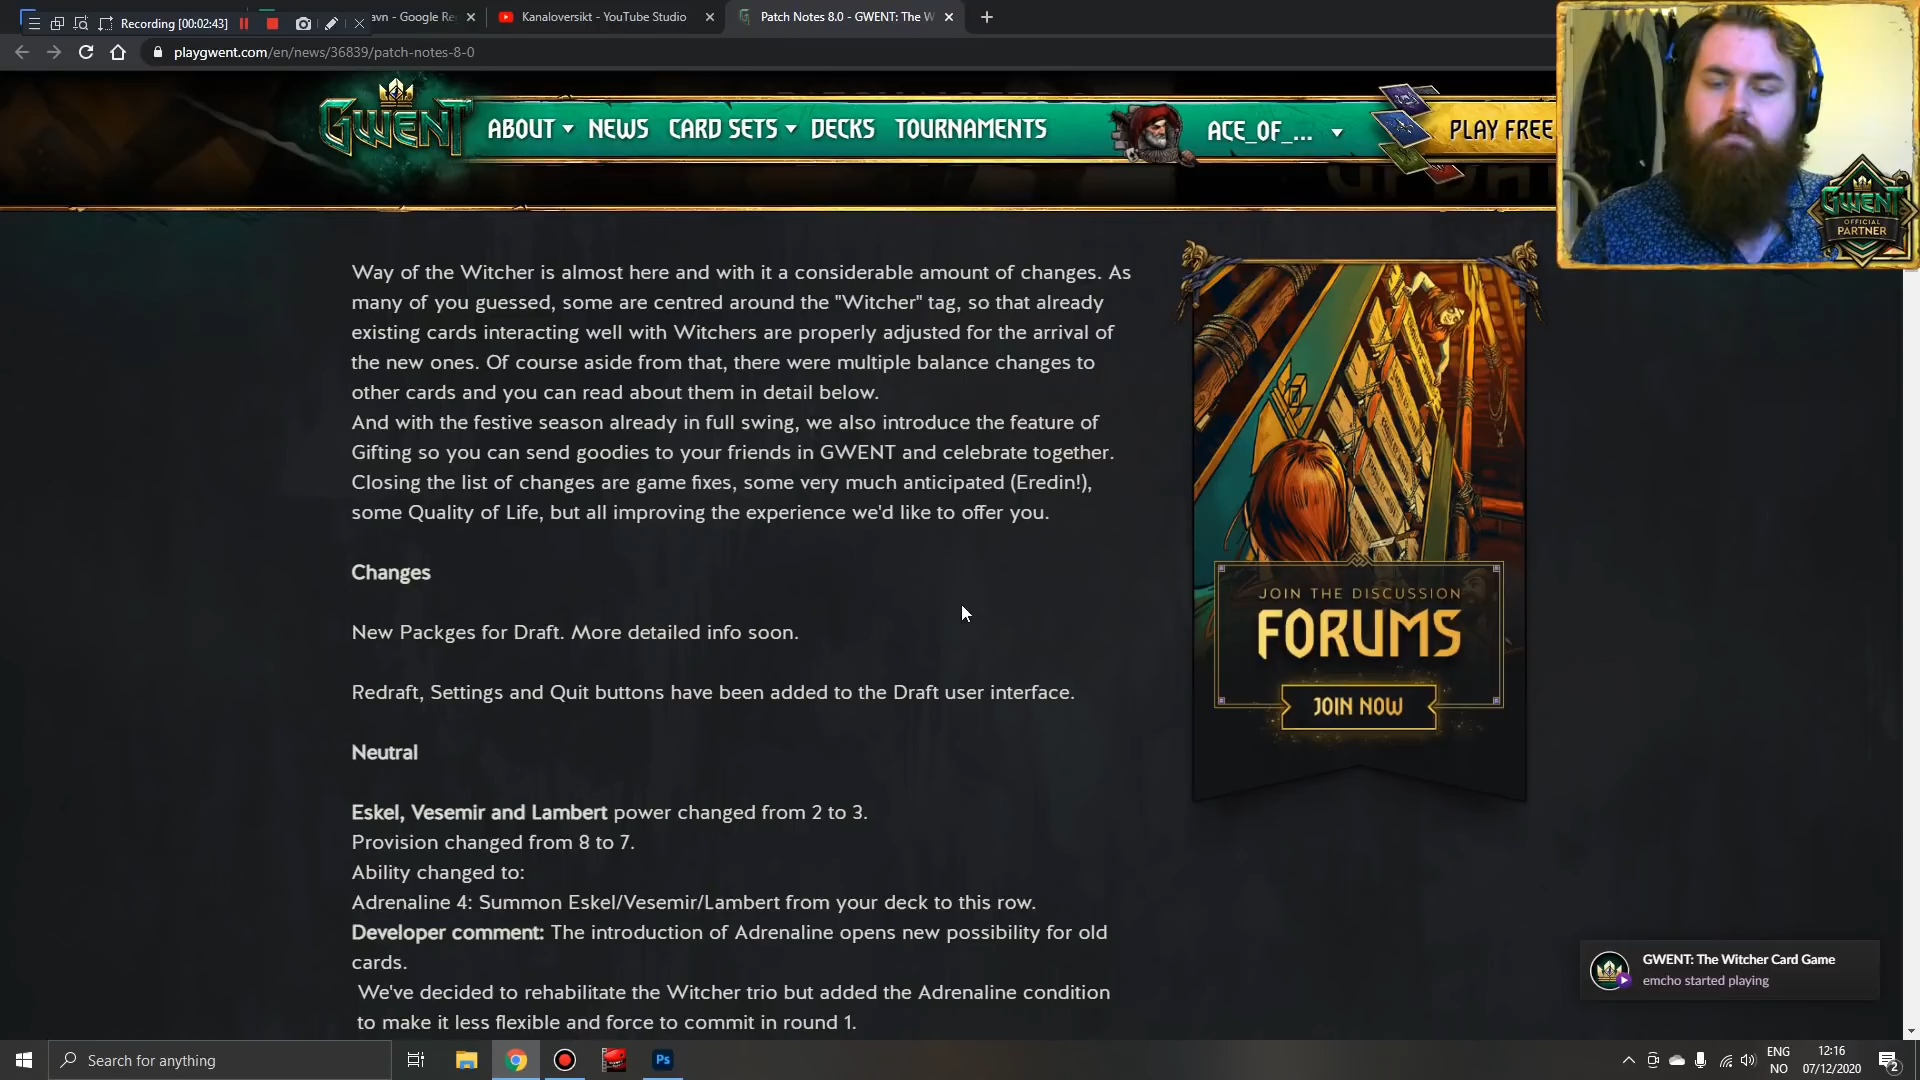 Recording [00:02:43]
avn - Google Re
Kanaloversikt - YouTube Studio
Patch Notes 8.0 - GWENT: The W
playgwent.com/en/news/36839/patch-notes-8-0
GWENT
ABOUT NEWS CARD SETS DECKS TOURNAMENTS
ACE_OF_...
PLAY FREE
GWENT
OFFICIAL
PARTNER
Way of the Witcher is almost here and with it a considerable amount of changes. As
many of you guessed, some are centred around the "Witcher" tag, so that already
existing cards interacting well with Witchers are properly adjusted for the arrival of
the new ones. Of course aside from that, there were multiple balance changes to
other cards and you can read about them in detail below.
And with the festive season already in full swing, we also introduce the feature of
Gifting so you can send goodies to your friends in GWENT and celebrate together.
Closing the list of changes are game fixes, some very much anticipated (Eredin!),
some Quality of Life, but all improving the experience we'd like to offer you.
Changes
New Packges for Draft. More detailed info soon.
Redraft, Settings and Quit buttons have been added to the Draft user interface.
Neutral
Eskel, Vesemir and Lambert power changed from 2 to 3.
Provision changed from 8 to 7.
Ability changed to:
Adrenaline 4: Summon Eskel/Vesemir/Lambert from your deck to this row.
Developer comment: The introduction of Adrenaline opens new possibility for old
cards.
We've decided to rehabilitate the Witcher trio but added the Adrenaline condition
to make it less flexible and force to commit in round 1.
JOIN THE DISCUSSION
FORUMS
JOIN NOW
GWENT: The Witcher Card Game
emcho started playing
Search for anything
Ps
ENG
NO
12:16
07/12/2020
2